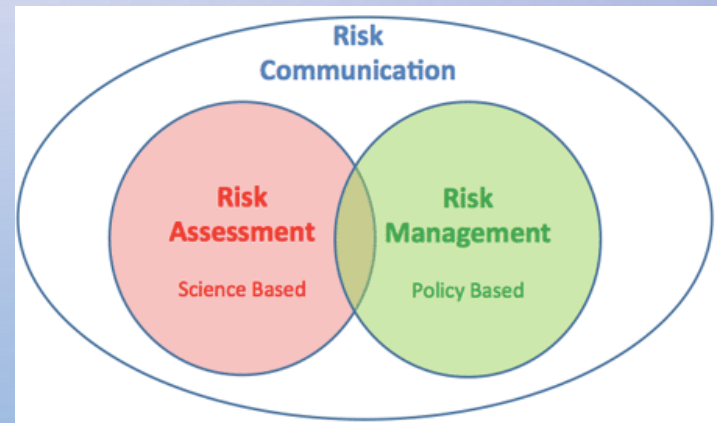 Risk
Communication
Risk
Assessment
Science Based
Risk
Management
Policy Based